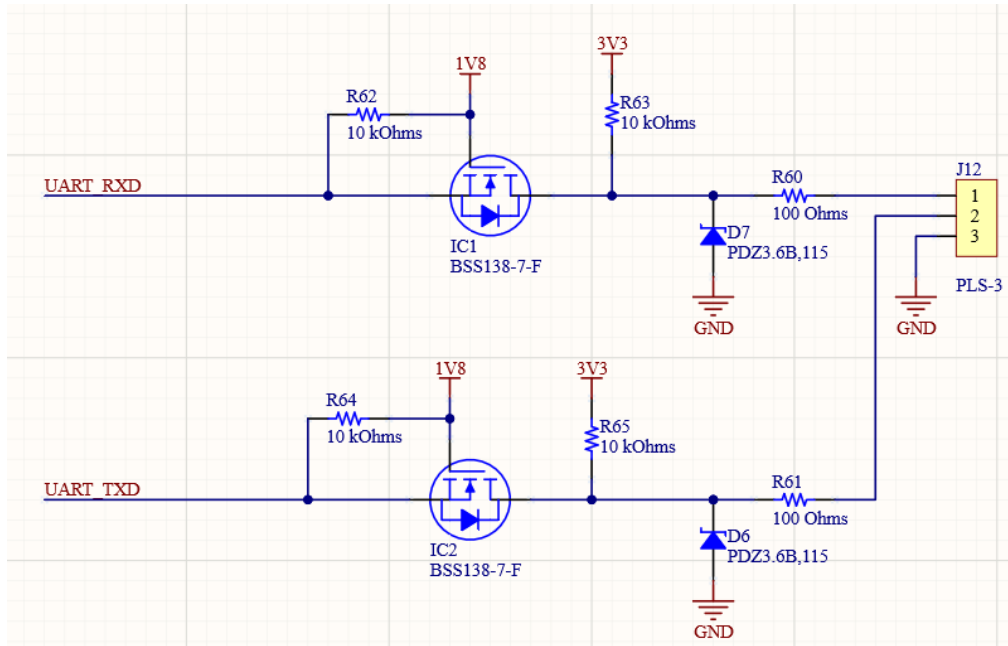 3V3
1V8
R62
10 kOhms
R63
10 kOhms
UART_RXD
R60
100 Ohms
J12
1
2
3
IC1
BSS138-7-F
D7
PDZ3.6B,115
PLS-3
GND
GND
1V8
3V3
R64
10 kOhms
R65
10 kOhms
UART_TXD
R61
100 Ohms
IC2
BSS138-7-F
D6
PDZ3.6B,115
GND